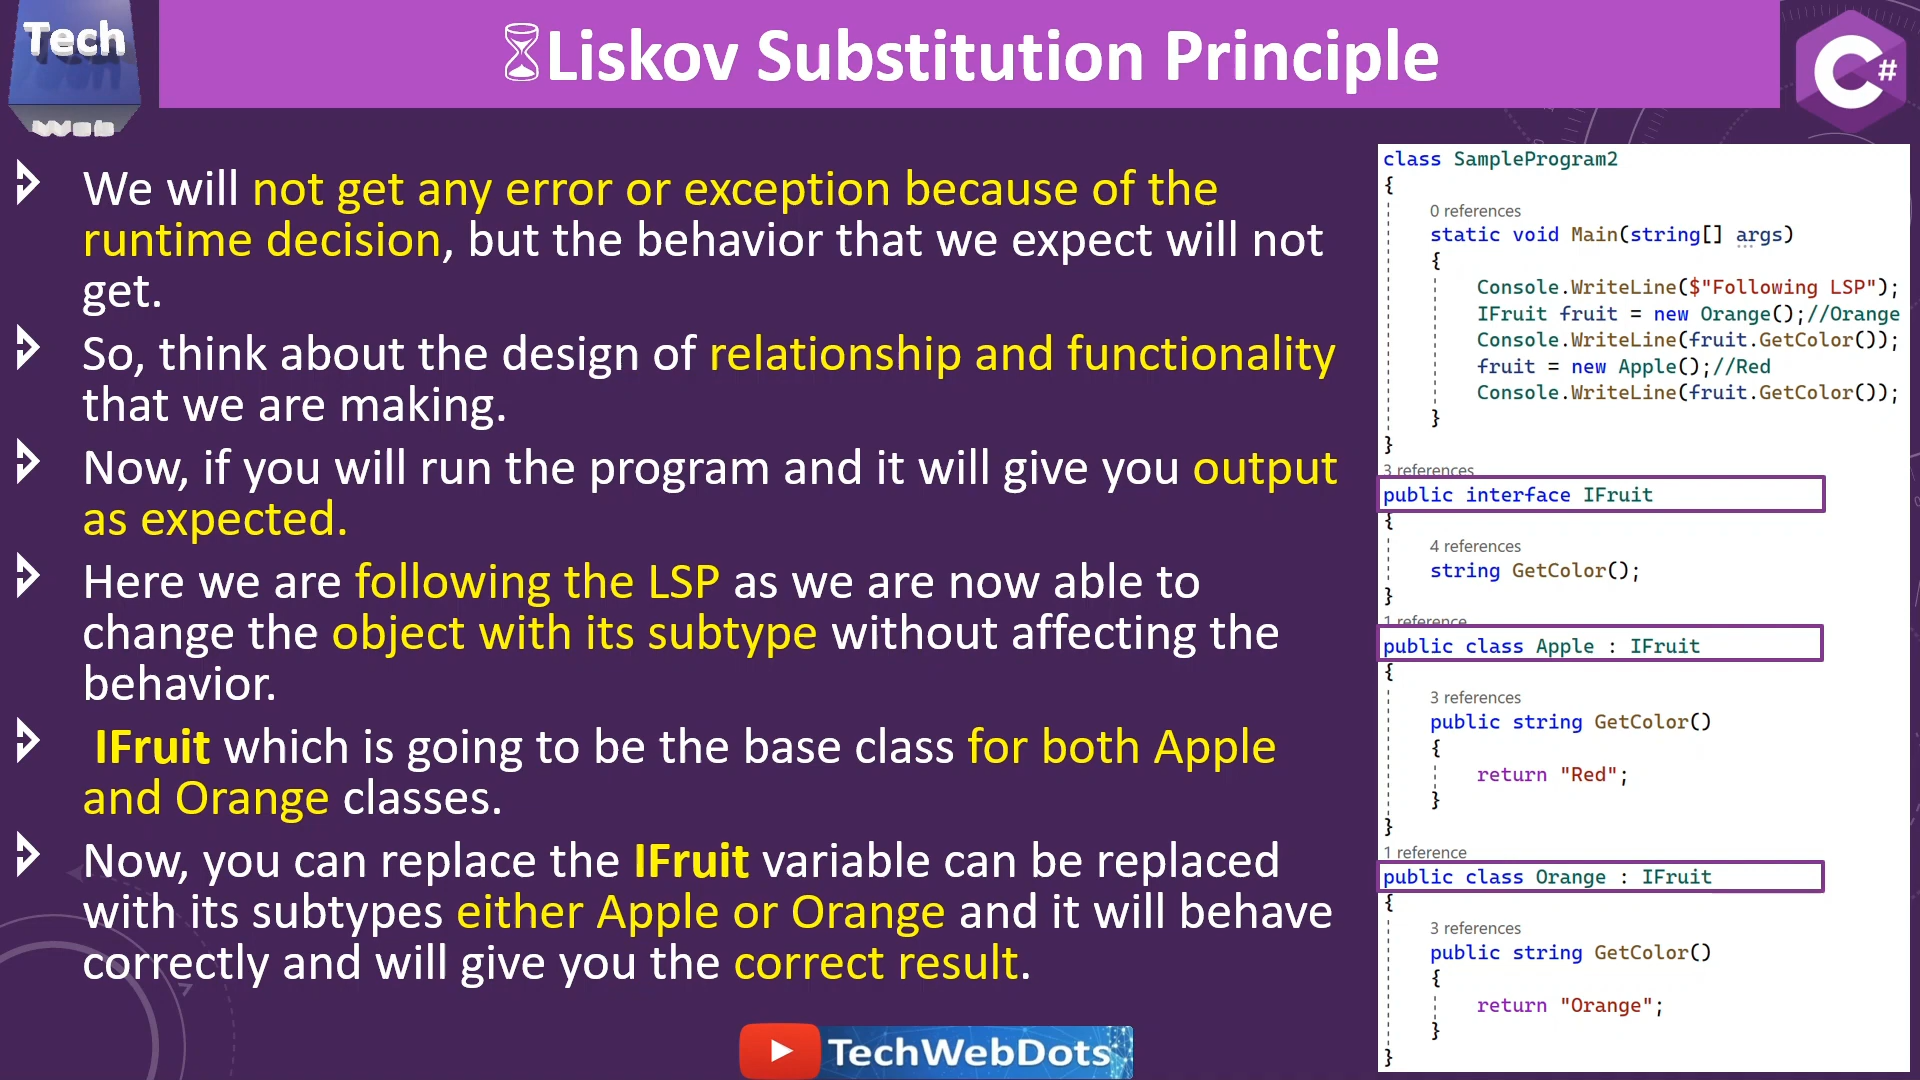 Tech
Web
⏳Liskov Substitution Principle
C#
We will not get any error or exception because of the
runtime decision, but the behavior that we expect will not
get.
So, think about the design of relationship and functionality
that we are making.
Now, if you will run the program and it will give you output
as expected.
Here we are following the LSP as we are now able to
change the object with its subtype without affecting the
behavior.
IFruit which is going to be the base class for both Apple
and Orange classes.
Now, you can replace the IFruit variable can be replaced
with its subtypes either Apple or Orange and it will behave
correctly and will give you the correct result.
class SampleProgram2
{
0 references
static void Main(string[] args)
{
Console.WriteLine($"Following LSP");
IFruit fruit = new Orange();//Orange
Console.WriteLine(fruit.GetColor());
fruit = new Apple();//Red
Console.WriteLine(fruit.GetColor());
}
}
3 references
public interface IFruit
{
4 references
string GetColor();
}
1 reference
public class Apple : IFruit
{
3 references
public string GetColor()
{
return "Red";
}
}
1 reference
public class Orange : IFruit
{
3 references
public string GetColor()
{
return "Orange";
}
}
TechWebDots